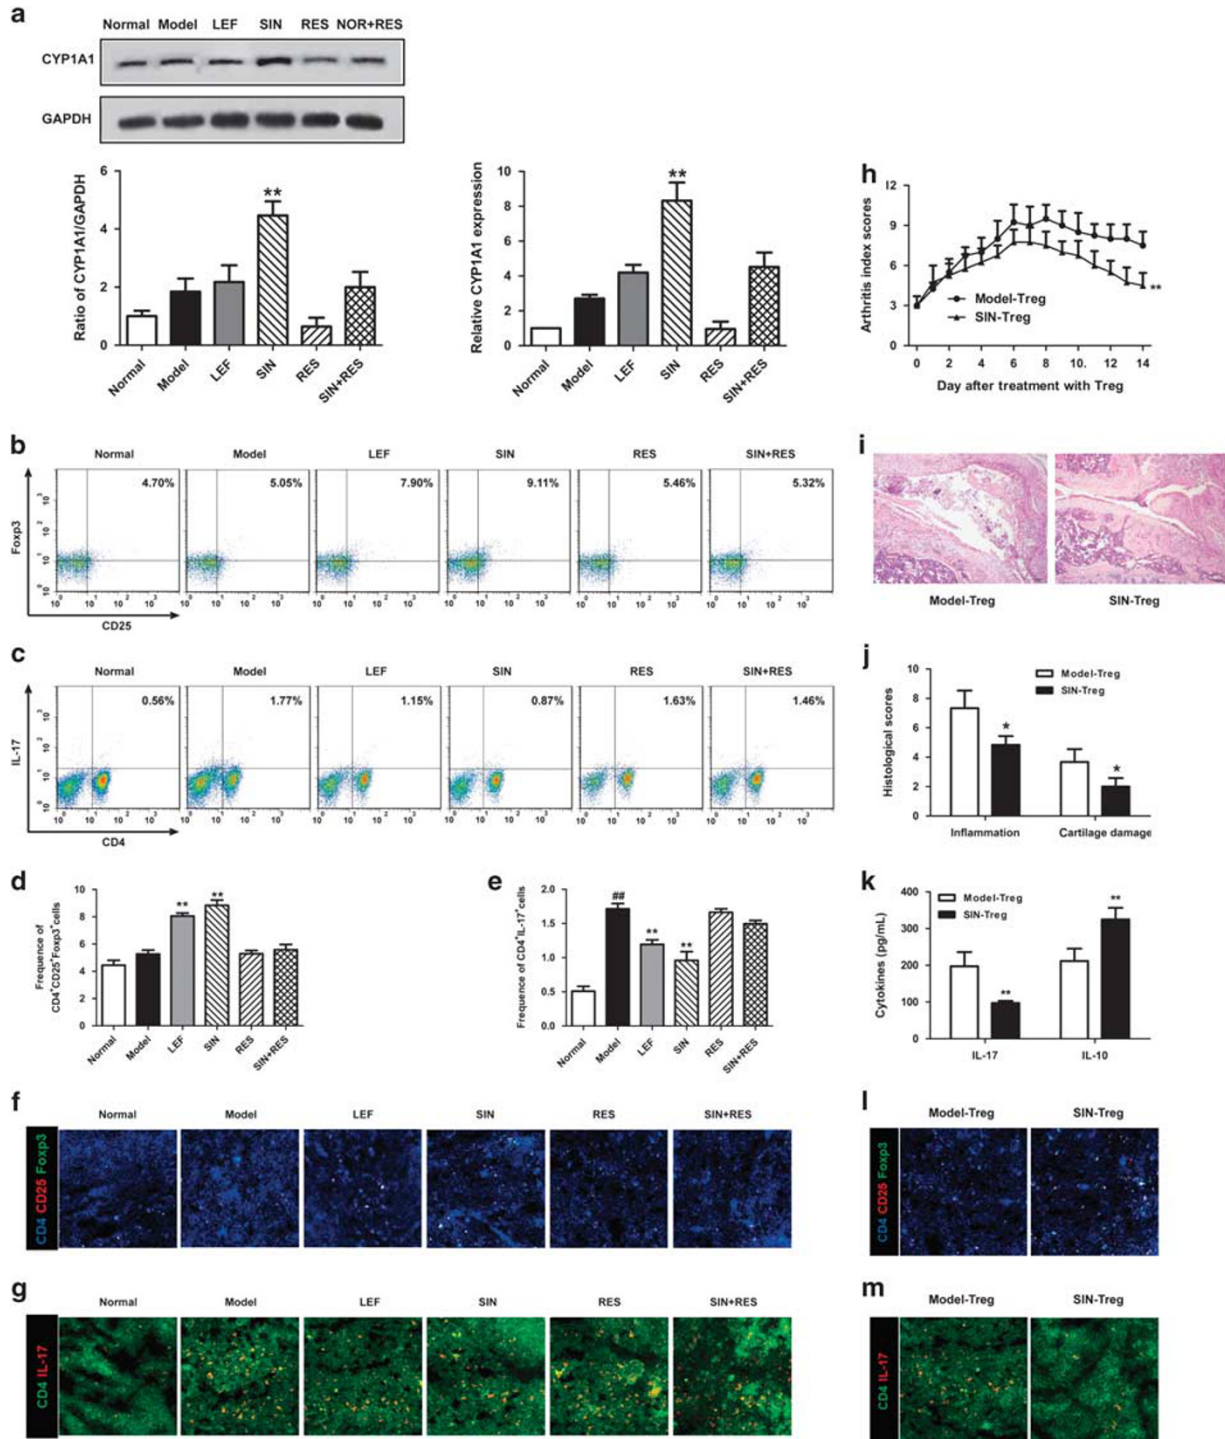 a
Normal Model LEF SIN RES NOR+RES
CYP1A1
GAPDH
Ratio of CYP1A1/GAPDH
6
4
2
0
**
Normal Model LEF SIN RES SIN+RES
Relative CYP1A1 expression
10
8
6
4
2
0
**
Normal Model LEF SIN RES SIN+RES
h
Arthritis index scores
12
9
6
3
0
Model-Treg
SIN-Treg
**
0 2 4 6 8 10. 12 14
Day after treatment with Treg
b
Normal Model LEF SIN RES SIN+RES
4.70% 5.05% 7.90% 9.11% 5.46% 5.32%
Foxp3
CD25
i
Model-Treg SIN-Treg
c
Normal Model LEF SIN RES SIN+RES
0.56% 1.77% 1.15% 0.87% 1.63% 1.46%
IL-17
CD4
j
Histological scores
10
8
6
4
2
0
Model-Treg
SIN-Treg
*
*
Inflammation Cartilage damage
d
Frequence of
CD4+CD25+Foxp3+cells
10
8
6
4
2
0
** **
Normal Model LEF SIN RES SIN+RES
e
Frequence of CD4+IL-17+cells
2.0
1.5
1.0
0.5
0.0
## ** **
Normal Model LEF SIN RES SIN+RES
k
Cytokines (pg/mL)
400
300
200
100
0
Model-Treg
SIN-Treg
**
**
IL-17 IL-10
f
Normal Model LEF SIN RES SIN+RES
CD4 CD25 Foxp3
l
Model-Treg SIN-Treg
CD4 CD25 Foxp3
g
Normal Model LEF SIN RES SIN+RES
CD4 IL-17
m
Model-Treg SIN-Treg
CD4 IL-17